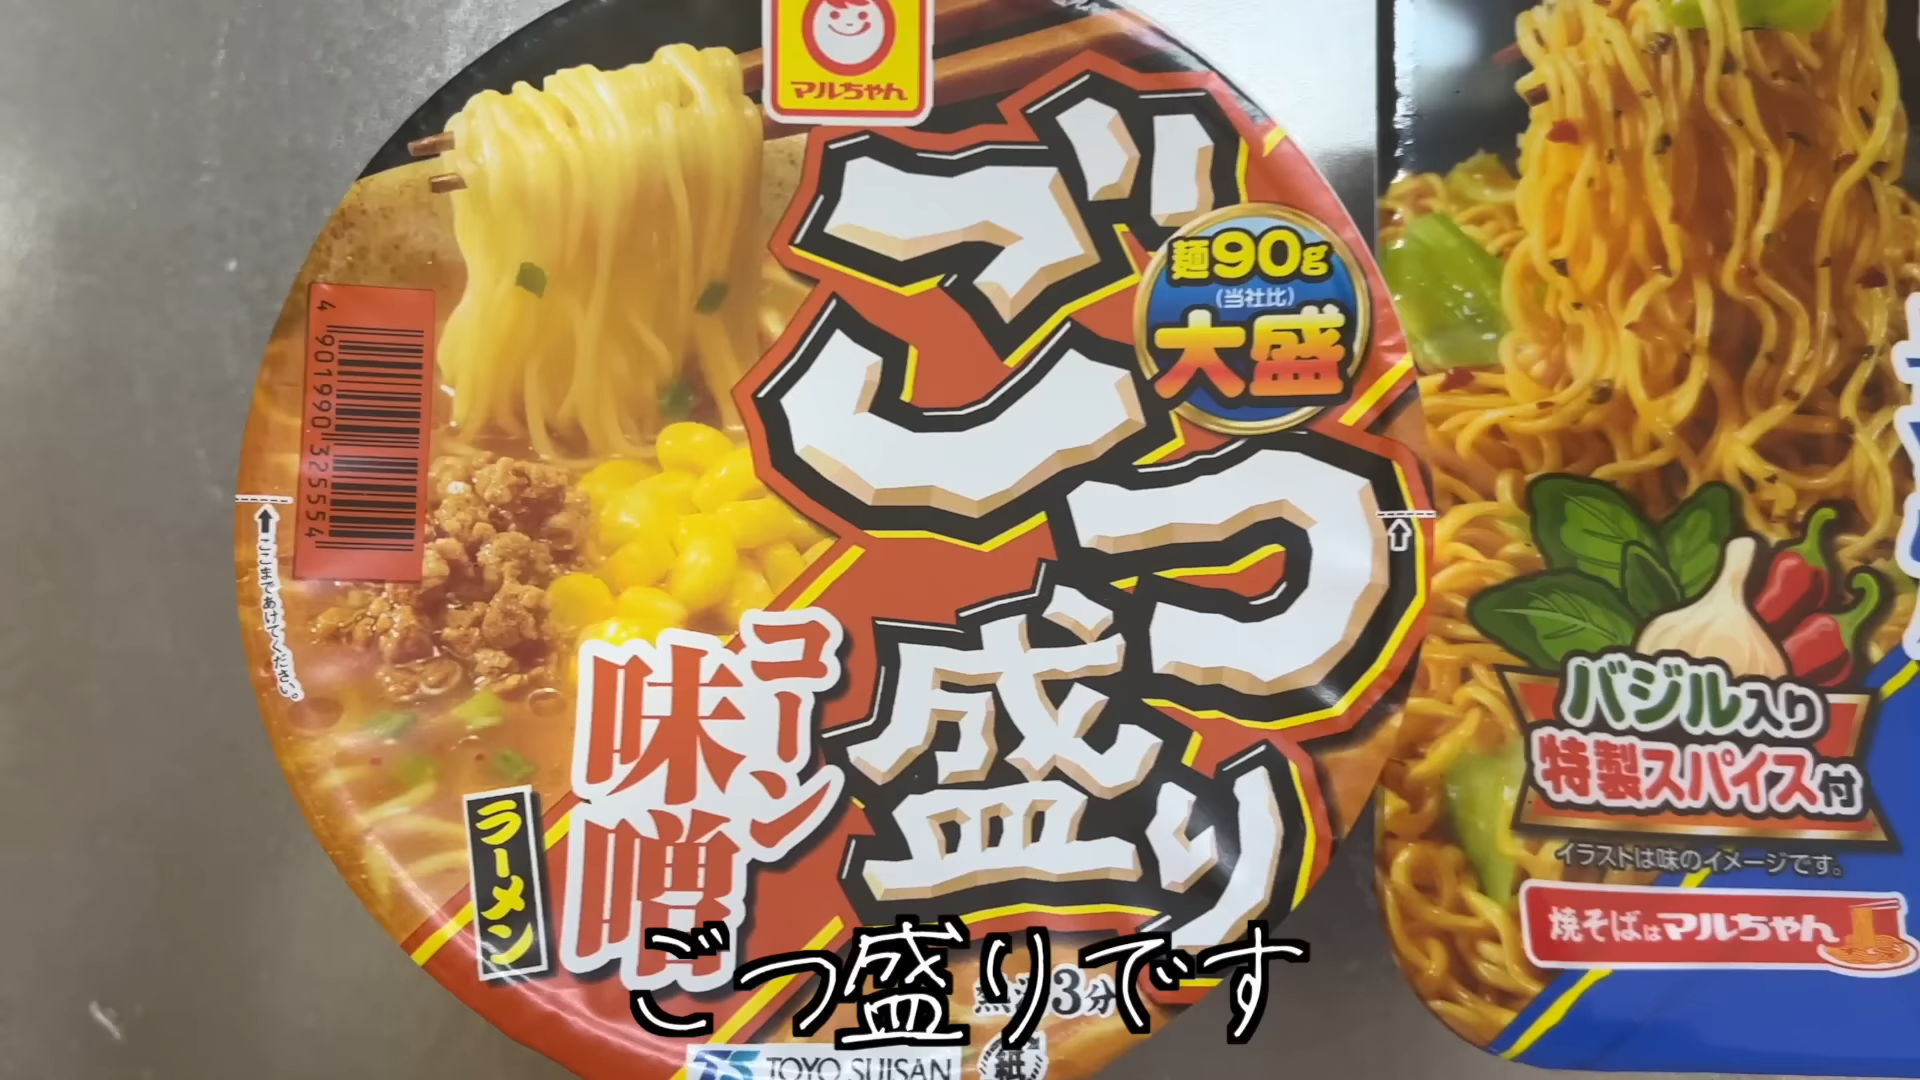 マルちゃん
ごつ盛り
麺90g
(当社比)
大盛
4 901990 325554
ここまであけてください。
コーン
味噌
ラーメン
バジル入り
特製スパイス付
イラストは味のイメージです。
焼そばはマルちゃん
ごつ盛りです
3分
TOYO SUISAN
紙